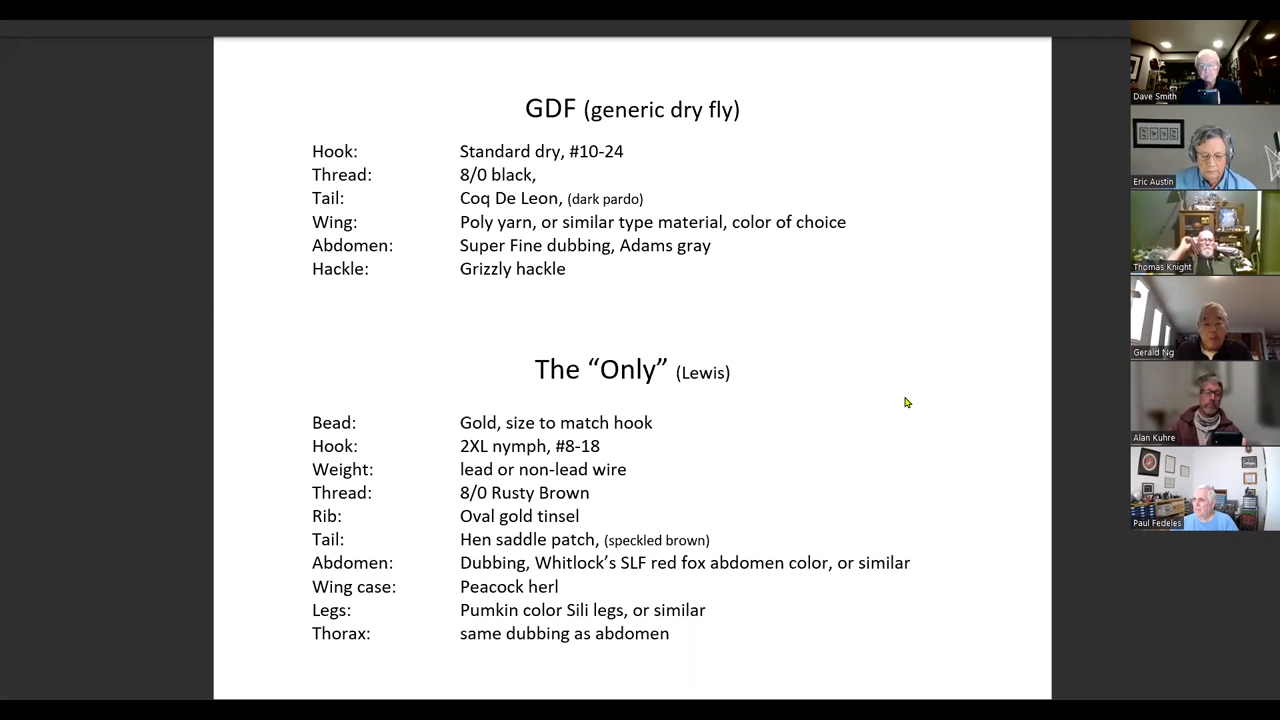 GDF (generic dry fly)
Hook: Standard dry, #10-24
Thread: 8/0 black,
Tail: Coq De Leon, (dark pardo)
Wing: Poly yarn, or similar type material, color of choice
Abdomen: Super Fine dubbing, Adams gray
Hackle: Grizzly hackle
The “Only” (Lewis)
Bead: Gold, size to match hook
Hook: 2XL nymph, #8-18
Weight: lead or non-lead wire
Thread: 8/0 Rusty Brown
Rib: Oval gold tinsel
Tail: Hen saddle patch, (speckled brown)
Abdomen: Dubbing, Whitlock’s SLF red fox abdomen color, or similar
Wing case: Peacock herl
Legs: Pumkin color Sili legs, or similar
Thorax: same dubbing as abdomen
Dave Smith
Eric Austin
Thomas Knight
Gerald Ng
Alan Kuhre
Paul Fedeles